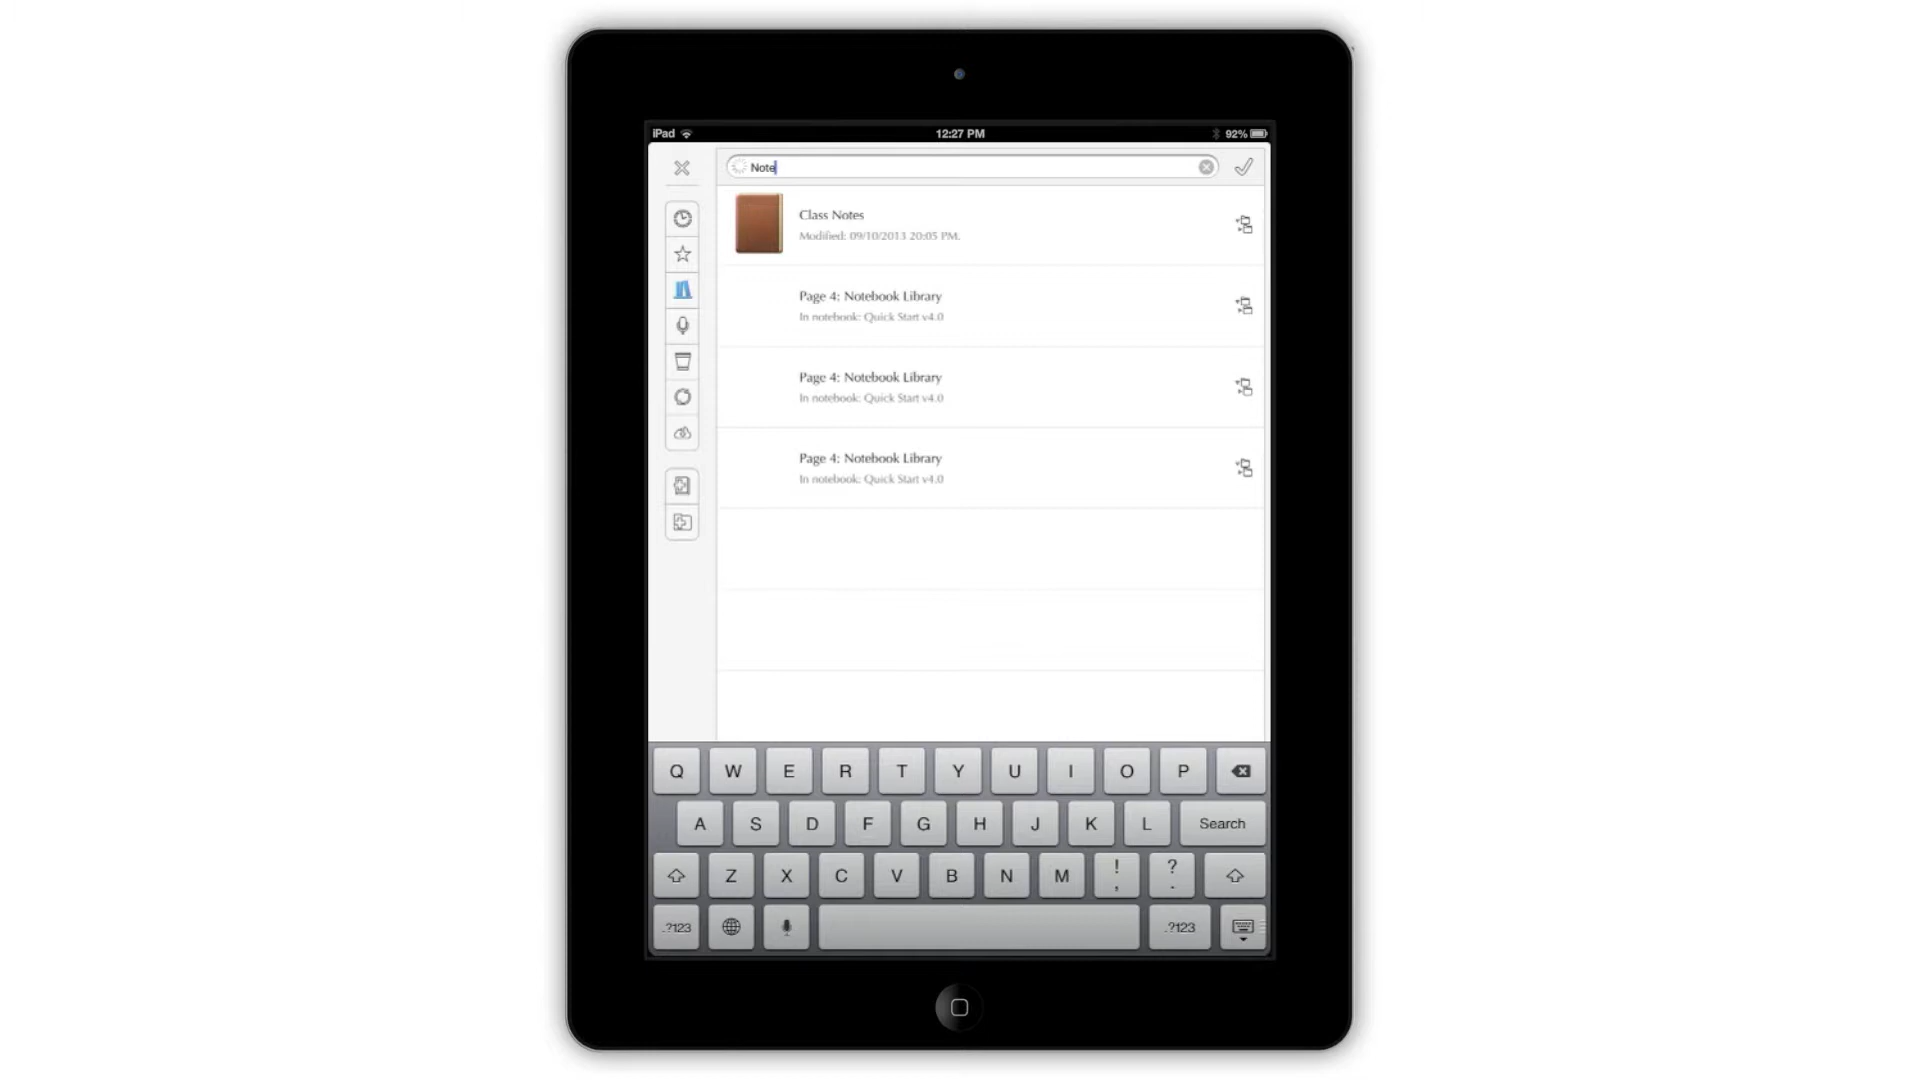 iPad 12:27 PM 92%
Note
Class Notes
Modified: 09/10/2013 20:05 PM.
Page 4: Notebook Library
In notebook: Quick Start v4.0
Page 4: Notebook Library
In notebook: Quick Start v4.0
Page 4: Notebook Library
In notebook: Quick Start v4.0
Q W E R T Y U I O P
A S D F G H J K L Search
Z X C V B N M ! , ? .
.?123 .?123